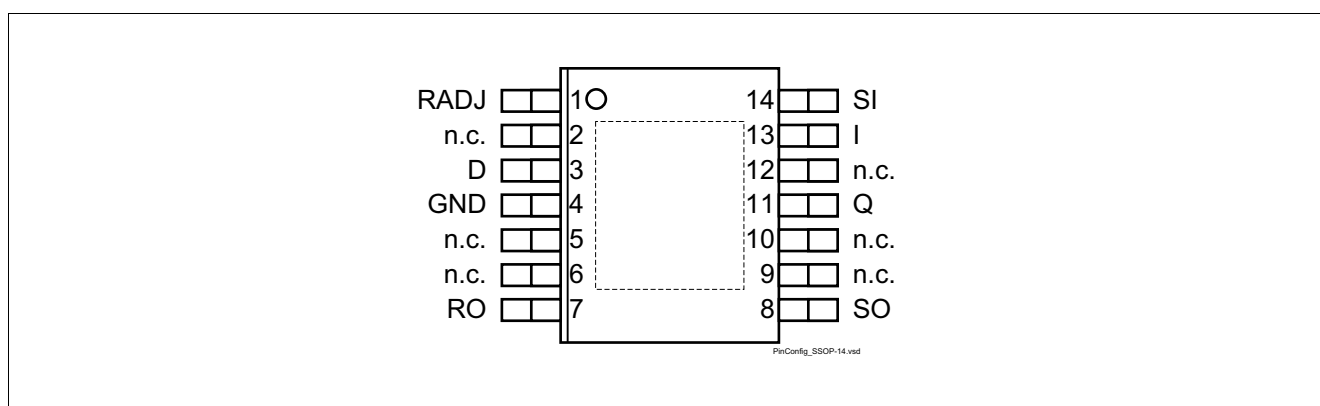 RADJ 1 14 SI
n.c. 2 13 I
D 3 12 n.c.
GND 4 11 Q
n.c. 5 10 n.c.
n.c. 6 9 n.c.
RO 7 8 SO
PinConfig_SSOP-14.vsd